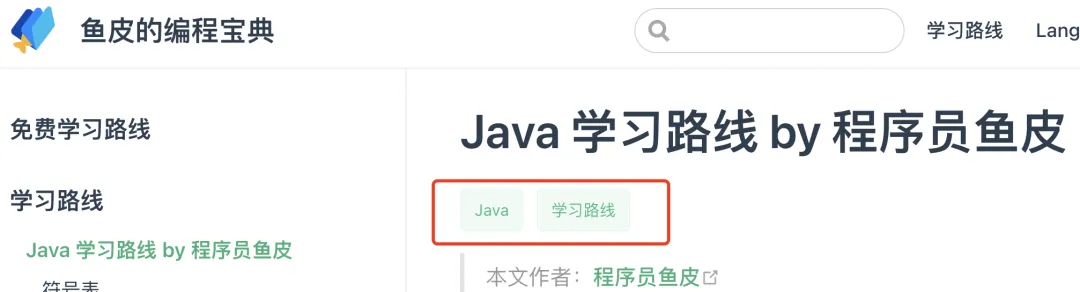 鱼皮的编程宝典
学习路线 Lang
免费学习路线
学习路线
Java 学习路线 by 程序员鱼皮
符号表
Java 学习路线 by 程序员鱼皮
Java 学习路线
本文作者：程序员鱼皮